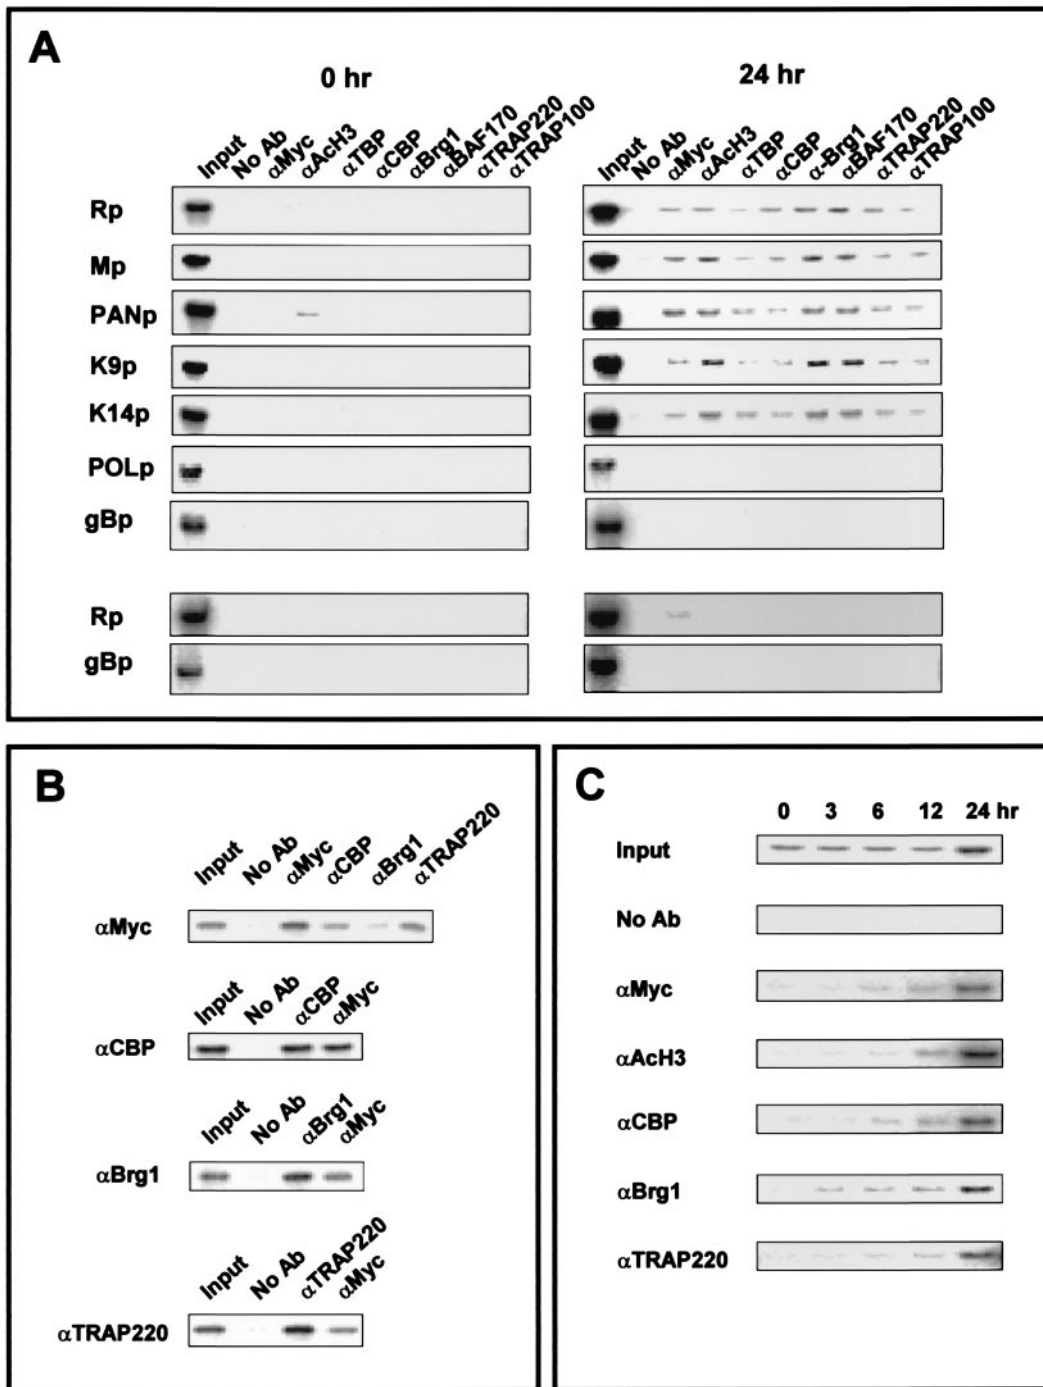 A
0 hr
24 hr
Input No Ab αMyc αAcH3 αTBP αCBP αBrg1 αBAF170 αTRAP220 αTRAP100
Input No Ab αMyc αAcH3 αTBP αCBP α-Brg1 αBAF170 αTRAP220 αTRAP100
Rp
Mp
PANp
K9p
K14p
POLp
gBp
Rp
gBp
B
Input No Ab αMyc αCBP αBrg1 αTRAP220
αMyc
Input No Ab αCBP αMyc
αCBP
Input No Ab αBrg1 αMyc
αBrg1
Input No Ab αTRAP220 αMyc
αTRAP220
C
0 3 6 12 24 hr
Input
No Ab
αMyc
αAcH3
αCBP
αBrg1
αTRAP220